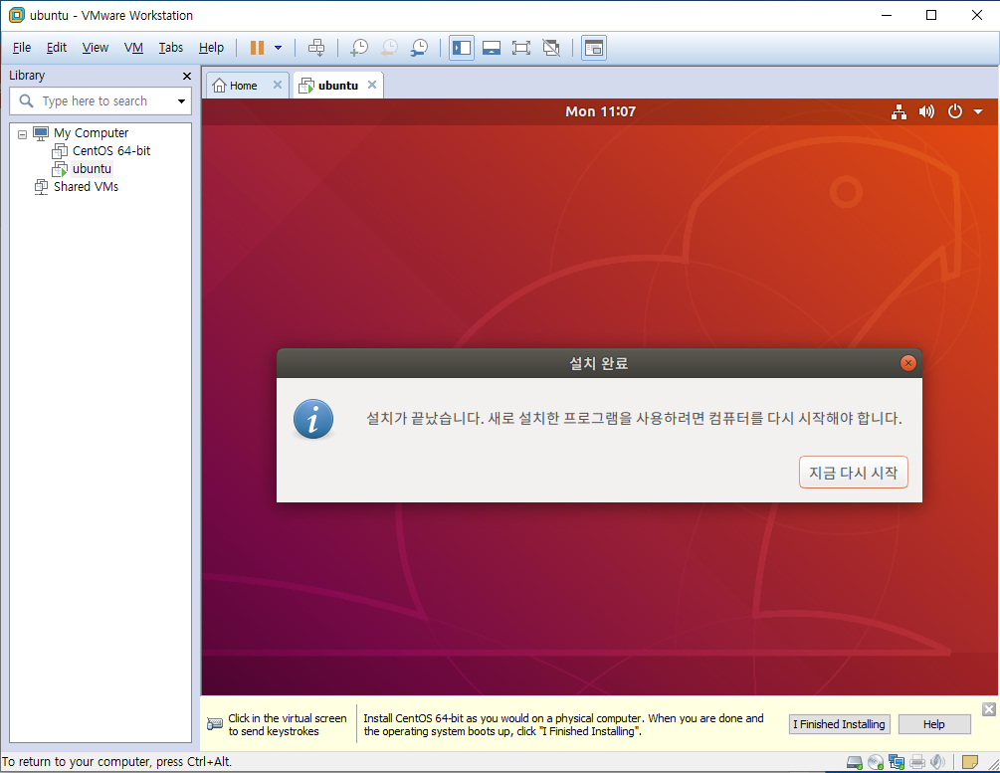 ubuntu - VMware Workstation
File Edit View VM Tabs Help
Library
Type here to search
My Computer
CentOS 64-bit
ubuntu
Shared VMs
Home
ubuntu
Mon 11:07
설치 완료
설치가 끝났습니다. 새로 설치한 프로그램을 사용하려면 컴퓨터를 다시 시작해야 합니다.
지금 다시 시작
Click in the virtual screen
to send keystrokes
Install CentOS 64-bit as you would on a physical computer. When you are done and
the operating system boots up, click "I Finished Installing".
I Finished Installing
Help
To return to your computer, press Ctrl+Alt.